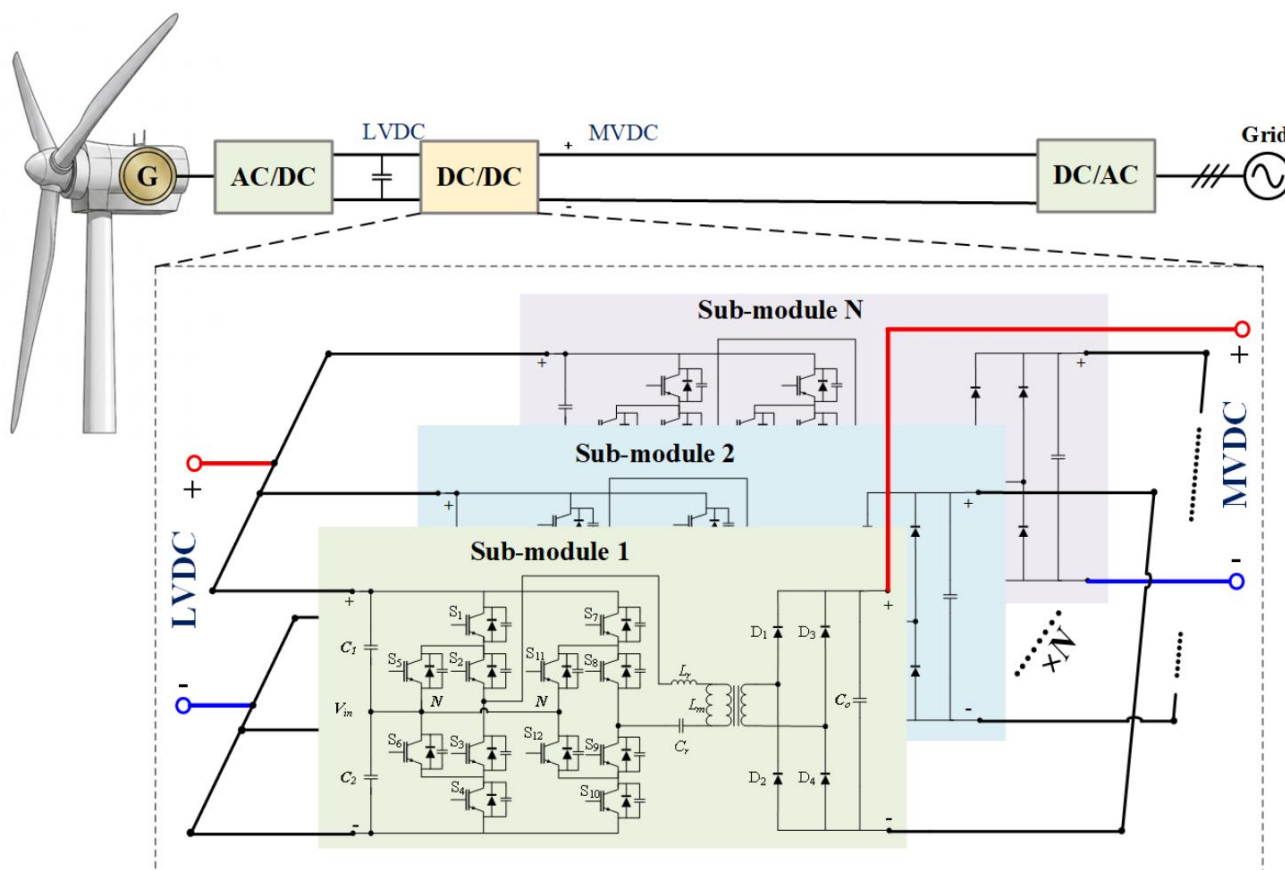 LVDC
MVDC
Grid
G
AC/DC
DC/DC
DC/AC
+
-
Sub-module N
+
+
+
Sub-module 2
+
+
-
LVDC
+
-
MVDC
+
-
×N
Sub-module 1
+
-
C1
C2
Vin
S1
S7
S5
S2
S11
S8
N
N
S6
S3
S12
S9
S4
S10
Lr
Lm
Cr
D1
D3
D2
D4
Co
+
-